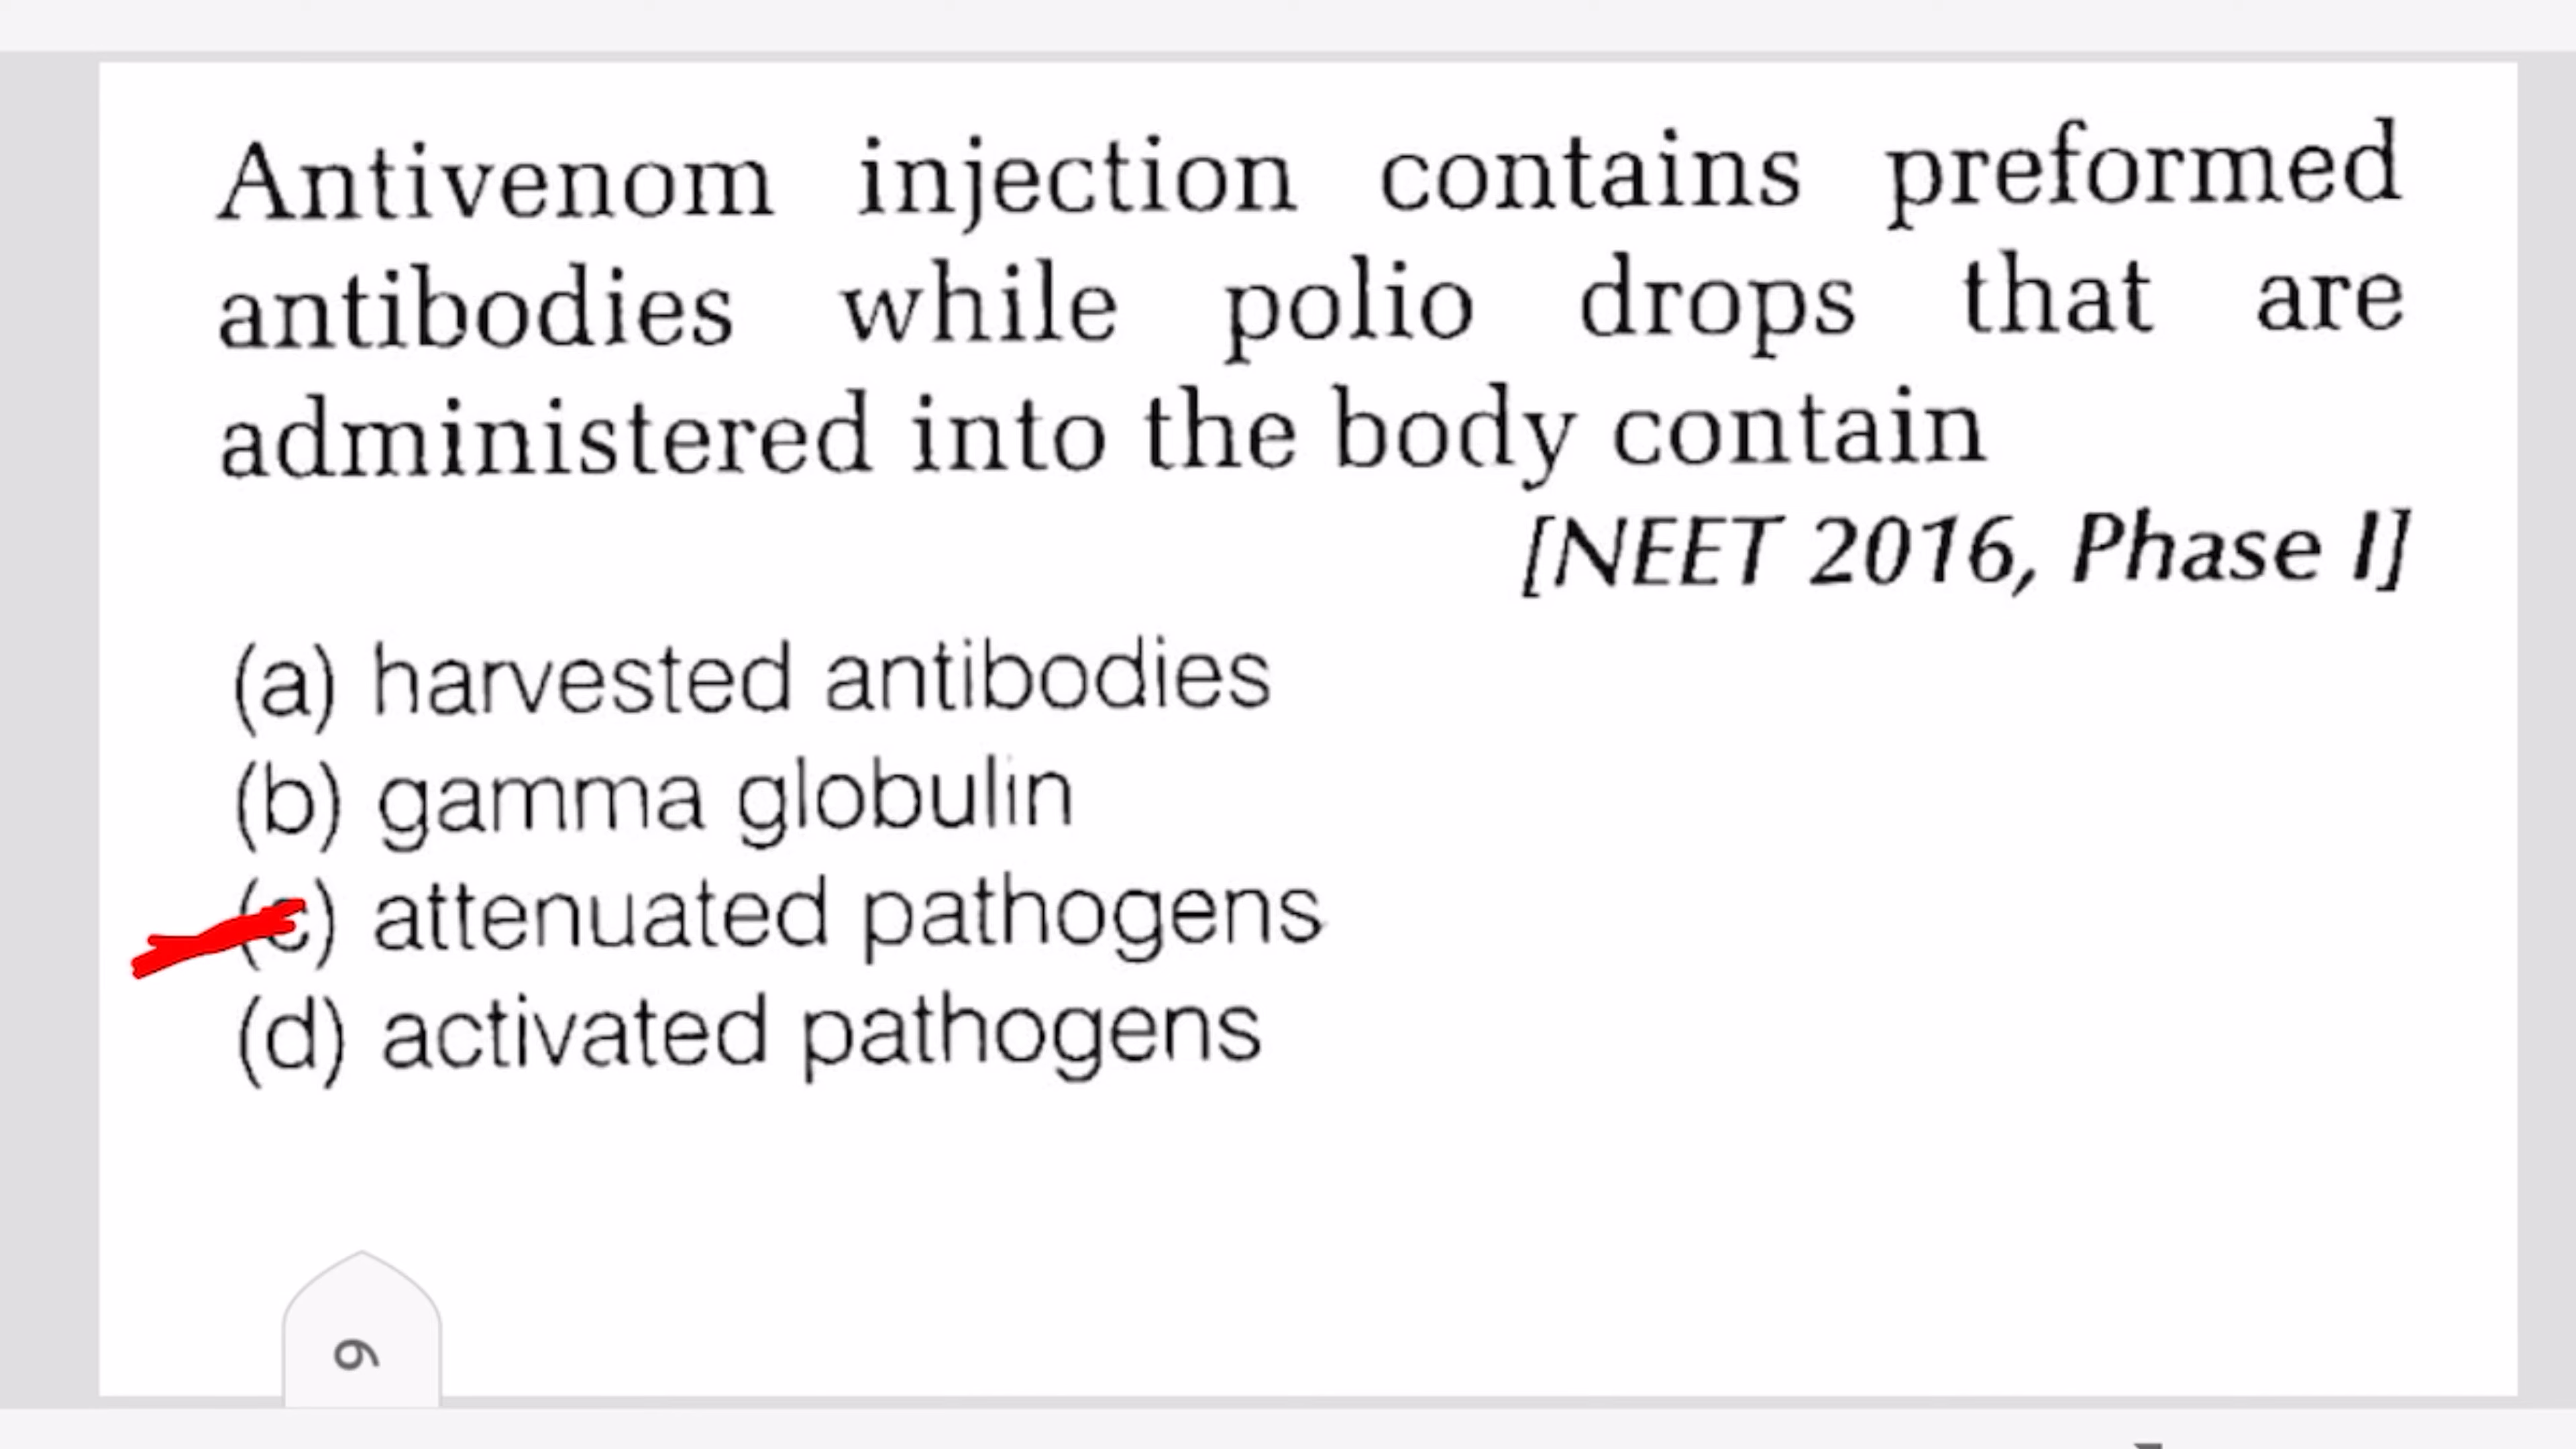 Antivenom injection contains preformed
antibodies while polio drops that are
administered into the body contain
[NEET 2016, Phase I]
(a) harvested antibodies
(b) gamma globulin
(c) attenuated pathogens
(d) activated pathogens
9